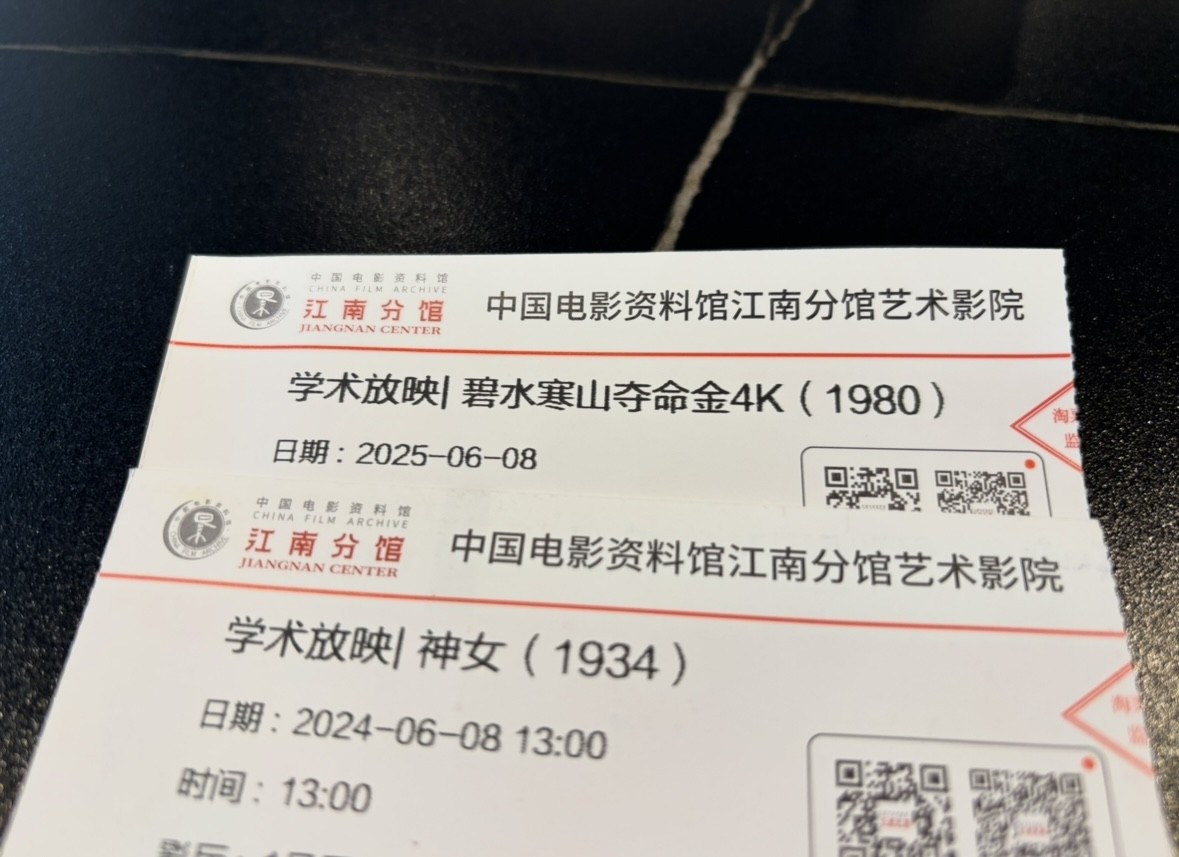 中国电影资料馆
CHINA FILM ARCHIVE
江南分馆
JIANGNAN CENTER
中国电影资料馆江南分馆艺术影院
学术放映| 碧水寒山夺命金4K（1980）
日期：2025-06-08
中国电影资料馆
CHINA FILM ARCHIVE
江南分馆
JIANGNAN CENTER
中国电影资料馆江南分馆艺术影院
学术放映| 神女（1934）
日期：2024-06-08 13:00
时间：13:00